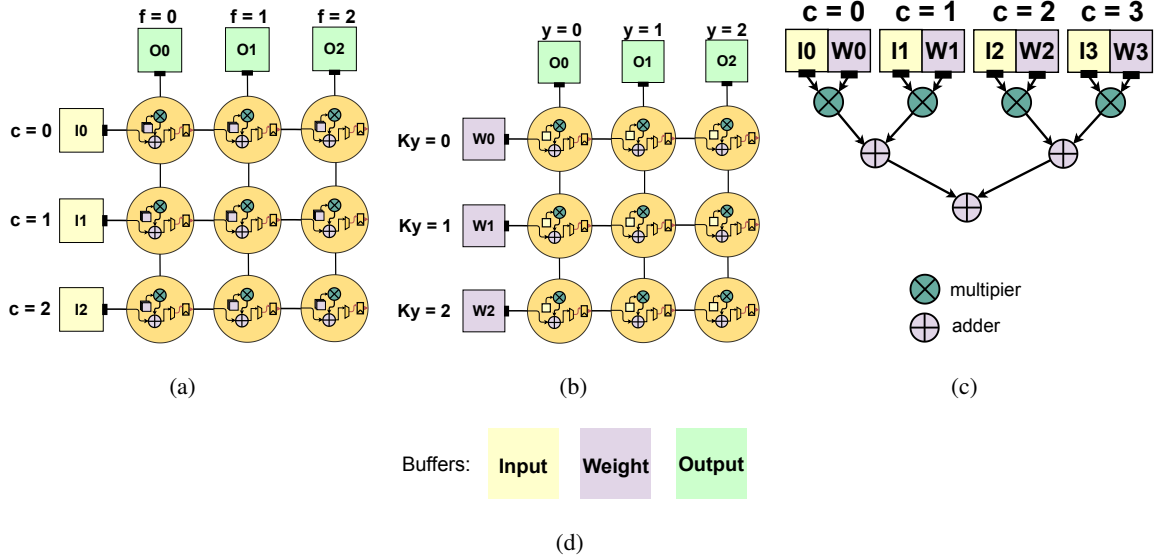 f = 0 f = 1 f = 2
O0 O1 O2
c = 0 I0
c = 1 I1
c = 2 I2
(a)
y = 0 y = 1 y = 2
O0 O1 O2
Ky = 0 W0
Ky = 1 W1
Ky = 2 W2
(b)
c = 0 c = 1 c = 2 c = 3
I0 W0 I1 W1 I2 W2 I3 W3
multipier
adder
(c)
Buffers: Input Weight Output
(d)